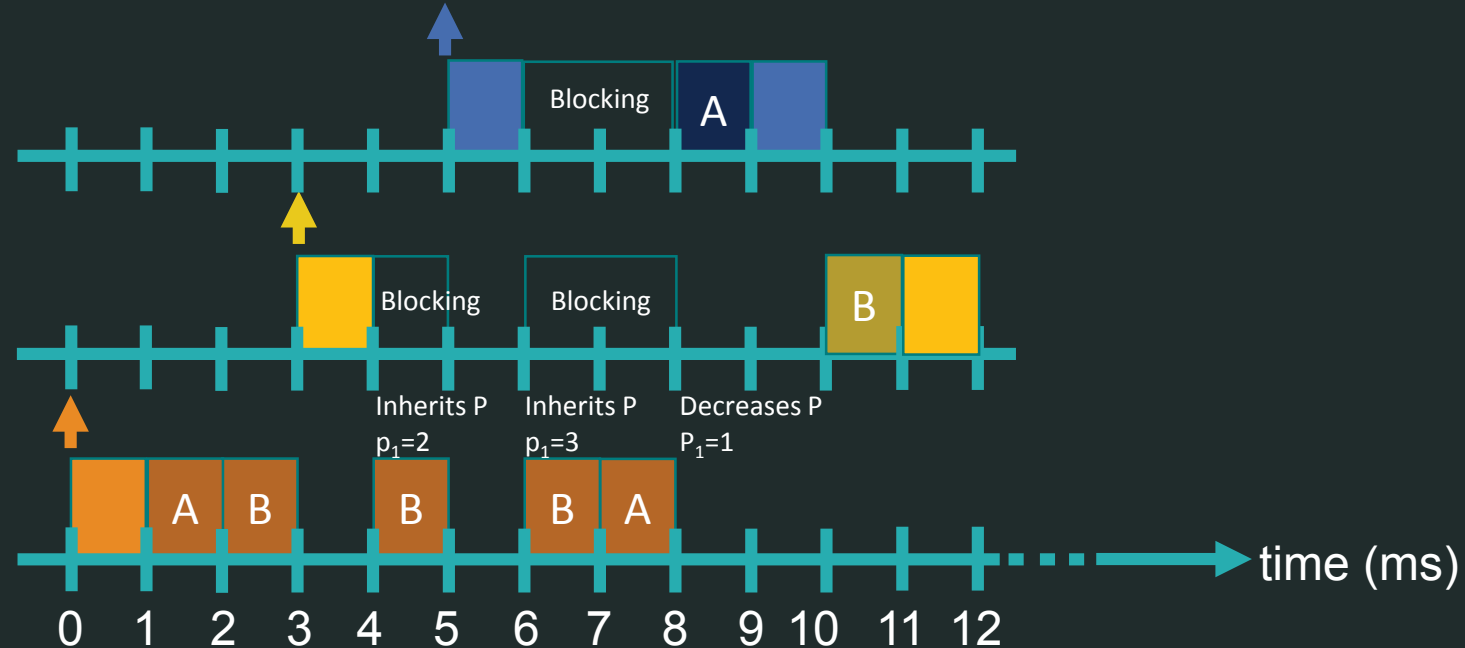 Blocking
A
Blocking
Blocking
B
Inherits P
p₁=2
Inherits P
p₁=3
Decreases P
P₁=1
A
B
B
B
A
time (ms)
0 1 2 3 4 5 6 7 8 9 10 11 12